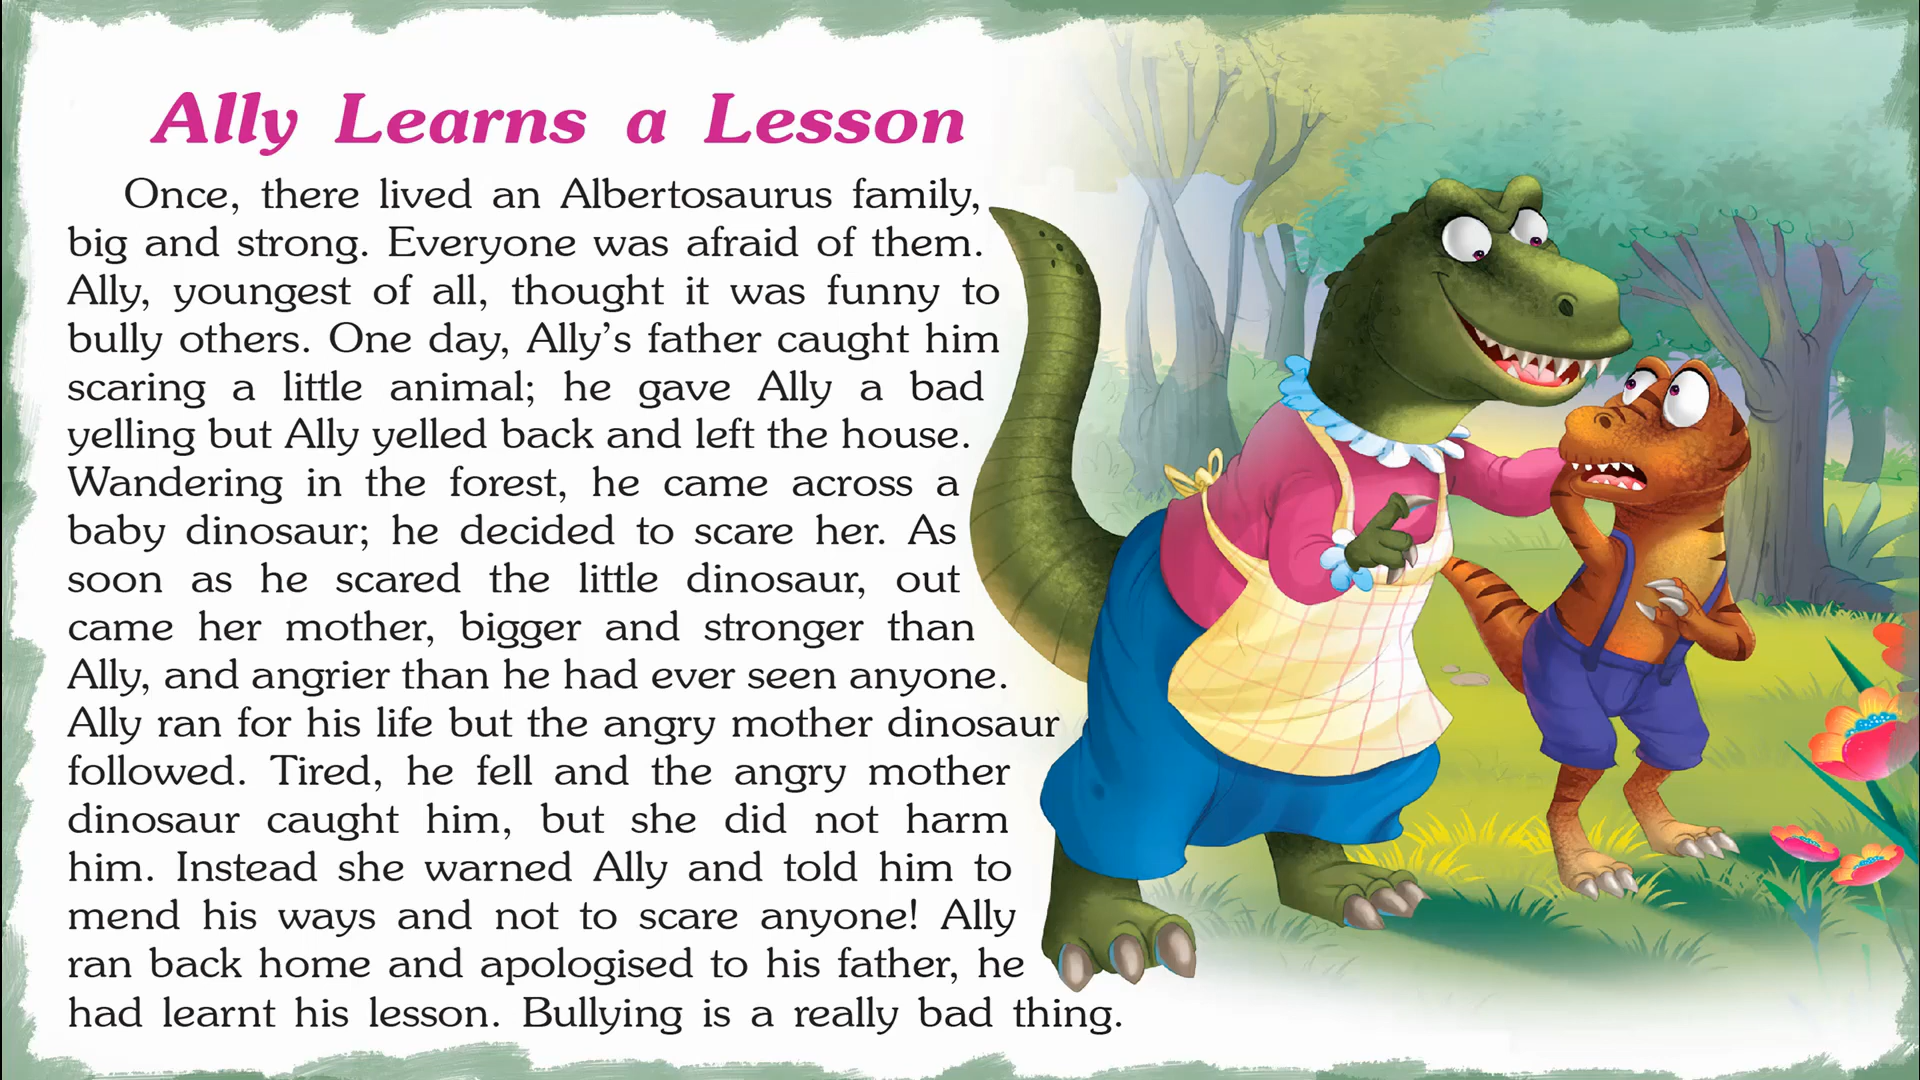 Ally Learns a Lesson
Once, there lived an Albertosaurus family,
big and strong. Everyone was afraid of them.
Ally, youngest of all, thought it was funny to
bully others. One day, Ally’s father caught him
scaring a little animal; he gave Ally a bad
yelling but Ally yelled back and left the house.
Wandering in the forest, he came across a
baby dinosaur; he decided to scare her. As
soon as he scared the little dinosaur, out
came her mother, bigger and stronger than
Ally, and angrier than he had ever seen anyone.
Ally ran for his life but the angry mother dinosaur
followed. Tired, he fell and the angry mother
dinosaur caught him, but she did not harm
him. Instead she warned Ally and told him to
mend his ways and not to scare anyone! Ally
ran back home and apologised to his father, he
had learnt his lesson. Bullying is a really bad thing.